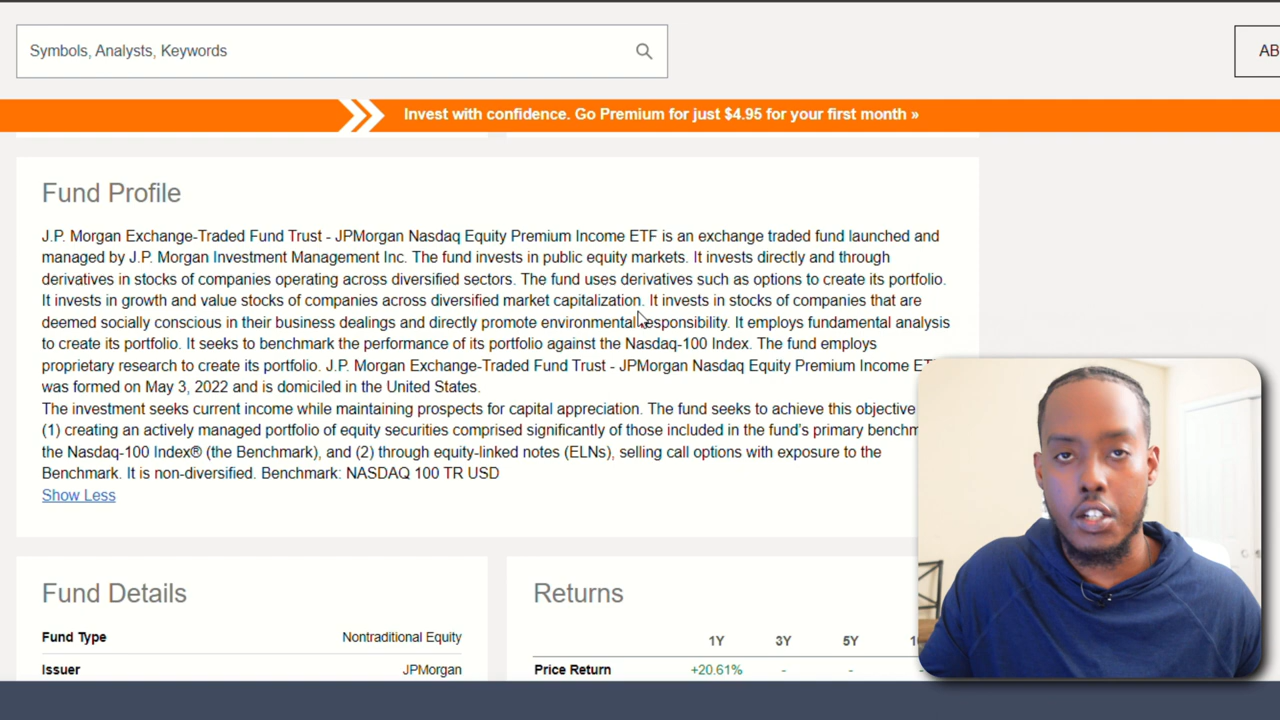 Symbols, Analysts, Keywords
AB
Invest with confidence. Go Premium for just $4.95 for your first month »
Fund Profile
J.P. Morgan Exchange-Traded Fund Trust - JPMorgan Nasdaq Equity Premium Income ETF is an exchange traded fund launched and
managed by J.P. Morgan Investment Management Inc. The fund invests in public equity markets. It invests directly and through
derivatives in stocks of companies operating across diversified sectors. The fund uses derivatives such as options to create its portfolio.
It invests in growth and value stocks of companies across diversified market capitalization. It invests in stocks of companies that are
deemed socially conscious in their business dealings and directly promote environmental responsibility. It employs fundamental analysis
to create its portfolio. It seeks to benchmark the performance of its portfolio against the Nasdaq-100 Index. The fund employs
proprietary research to create its portfolio. J.P. Morgan Exchange-Traded Fund Trust - JPMorgan Nasdaq Equity Premium Income
was formed on May 3, 2022 and is domiciled in the United States.
The investment seeks current income while maintaining prospects for capital appreciation. The fund seeks to achieve this objective
(1) creating an actively managed portfolio of equity securities comprised significantly of those included in the fund's primary
the Nasdaq-100 Index® (the Benchmark), and (2) through equity-linked notes (ELNs), selling call options with exposure to the
Benchmark. It is non-diversified. Benchmark: NASDAQ 100 TR USD
Show Less
Fund Details
Returns
1Y 3Y 5Y
Fund Type Nontraditional Equity
Issuer JPMorgan
Price Return +20.61% - - -